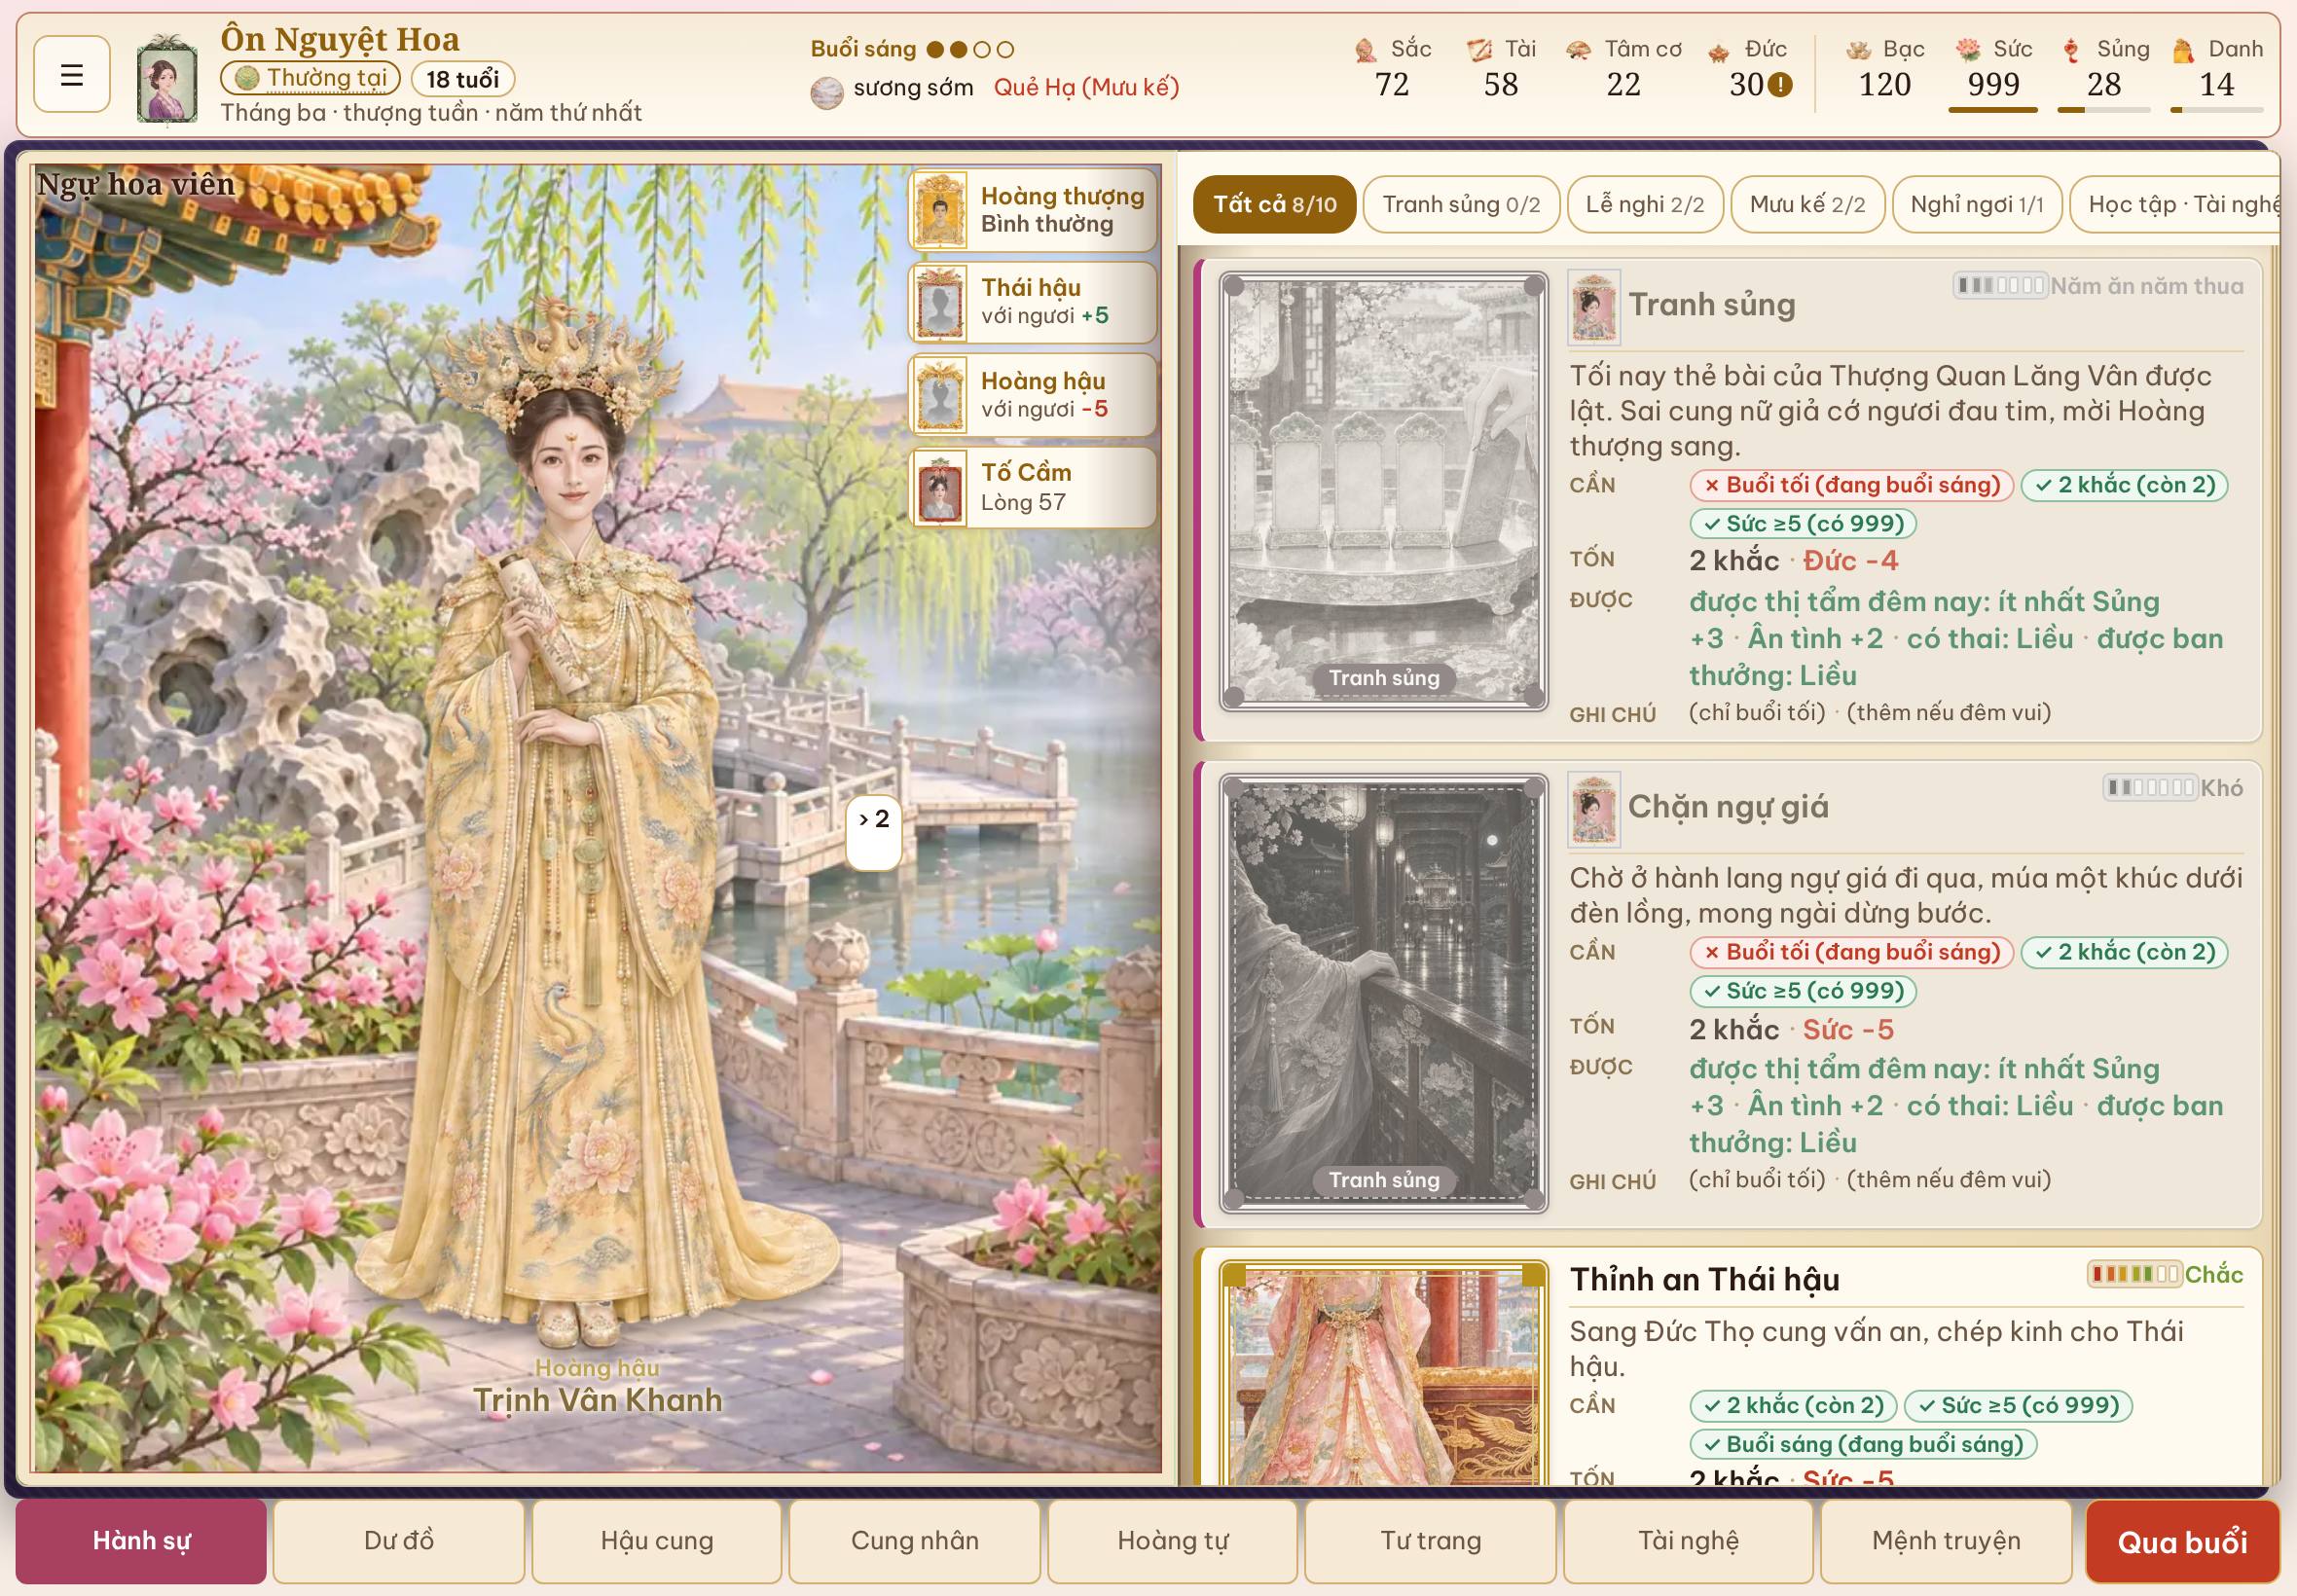 ☰
Ôn Nguyệt Hoa
Thường tại
18 tuổi
Tháng ba · thượng tuần · năm thứ nhất
Buổi sáng
sương sớm Quẻ Hạ (Mưu kế)
Sắc
72
Tài
58
Tâm cơ
22
Đức
30 !
Bạc
120
Sức
999
Sủng
28
Danh
14
Ngự hoa viên
Hoàng thượng
Bình thường
Thái hậu
với ngươi +5
Hoàng hậu
với ngươi -5
Tố Cầm
Lòng 57
› 2
Hoàng hậu
Trịnh Vân Khanh
Tất cả 8/10
Tranh sủng 0/2
Lễ nghi 2/2
Mưu kế 2/2
Nghỉ ngơi 1/1
Học tập · Tài nghệ
Tranh sủng
Tranh sủng
Năm ăn năm thua
Tối nay thẻ bài của Thượng Quan Lăng Vân được
lật. Sai cung nữ giả cớ ngươi đau tim, mời Hoàng
thượng sang.
CẦN × Buổi tối (đang buổi sáng) ✓ 2 khắc (còn 2)
✓ Sức ≥5 (có 999)
TỐN 2 khắc · Đức -4
ĐƯỢC được thị tẩm đêm nay: ít nhất Sủng
+3 · Ân tình +2 · có thai: Liều · được ban
thưởng: Liều
GHI CHÚ (chỉ buổi tối) · (thêm nếu đêm vui)
Tranh sủng
Chặn ngự giá
Khó
Chờ ở hành lang ngự giá đi qua, múa một khúc dưới
đèn lồng, mong ngài dừng bước.
CẦN × Buổi tối (đang buổi sáng) ✓ 2 khắc (còn 2)
✓ Sức ≥5 (có 999)
TỐN 2 khắc · Sức -5
ĐƯỢC được thị tẩm đêm nay: ít nhất Sủng
+3 · Ân tình +2 · có thai: Liều · được ban
thưởng: Liều
GHI CHÚ (chỉ buổi tối) · (thêm nếu đêm vui)
Thỉnh an Thái hậu
Chắc
Sang Đức Thọ cung vấn an, chép kinh cho Thái
hậu.
CẦN ✓ 2 khắc (còn 2) ✓ Sức ≥5 (có 999)
✓ Buổi sáng (đang buổi sáng)
TỐN 2 khắc · Sức -5
Hành sự
Dư đồ
Hậu cung
Cung nhân
Hoàng tự
Tư trang
Tài nghệ
Mệnh truyện
Qua buổi